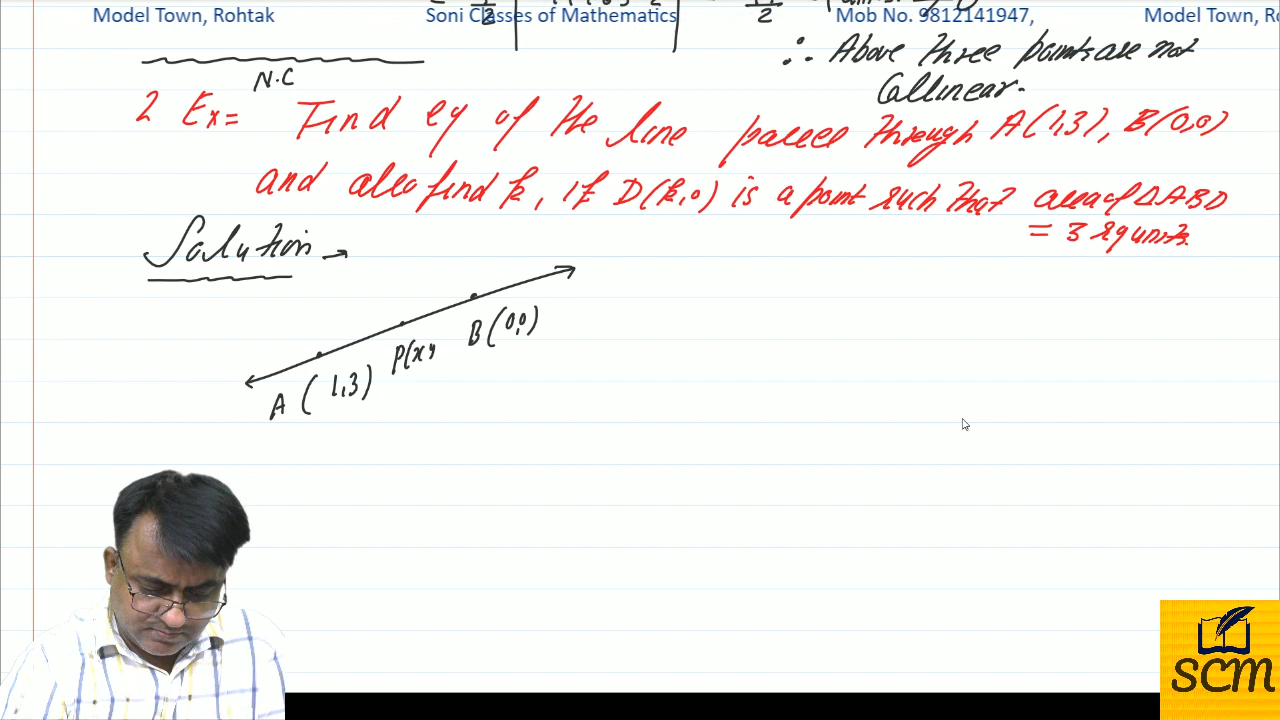 Model Town, Rohtak Soni Classes of Mathematics Mob No. 9812141947, Model Town, Ro
∴ Above three points are not
Collinear.
N.C
2 Ex= Find eq of the line passes through A(1,3), B(0,0)
and also find k, if D(k,0) is a point such that area of ΔABD
= 3 sq units.
Solution →
B(0,0)
P(x,
A (1,3)
SCM